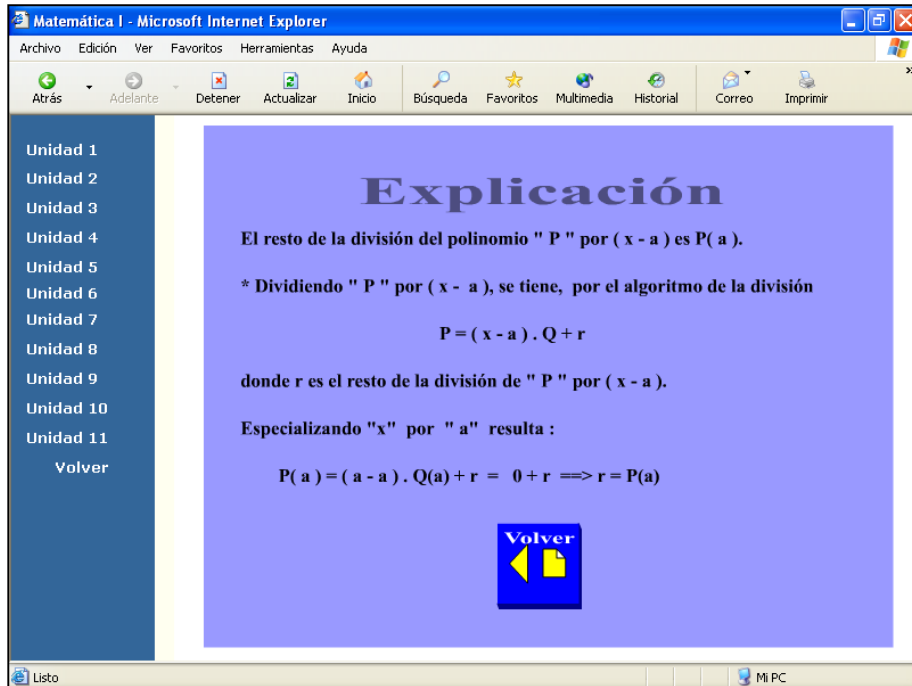 Matemática I - Microsoft Internet Explorer
Archivo Edición Ver Favoritos Herramientas Ayuda
Atrás Adelante Detener Actualizar Inicio Búsqueda Favoritos Multimedia Historial Correo Imprimir »
Unidad 1
Unidad 2
Unidad 3
Unidad 4
Unidad 5
Unidad 6
Unidad 7
Unidad 8
Unidad 9
Unidad 10
Unidad 11
Volver
Explicación
El resto de la división del polinomio " P " por ( x - a ) es P( a ).
* Dividiendo " P " por ( x - a ), se tiene, por el algoritmo de la división
P = ( x - a ) . Q + r
donde r es el resto de la división de " P " por ( x - a ).
Especializando "x" por " a" resulta :
P( a ) = ( a - a ) . Q(a) + r = 0 + r ==> r = P(a)
Volver
Listo Mi PC